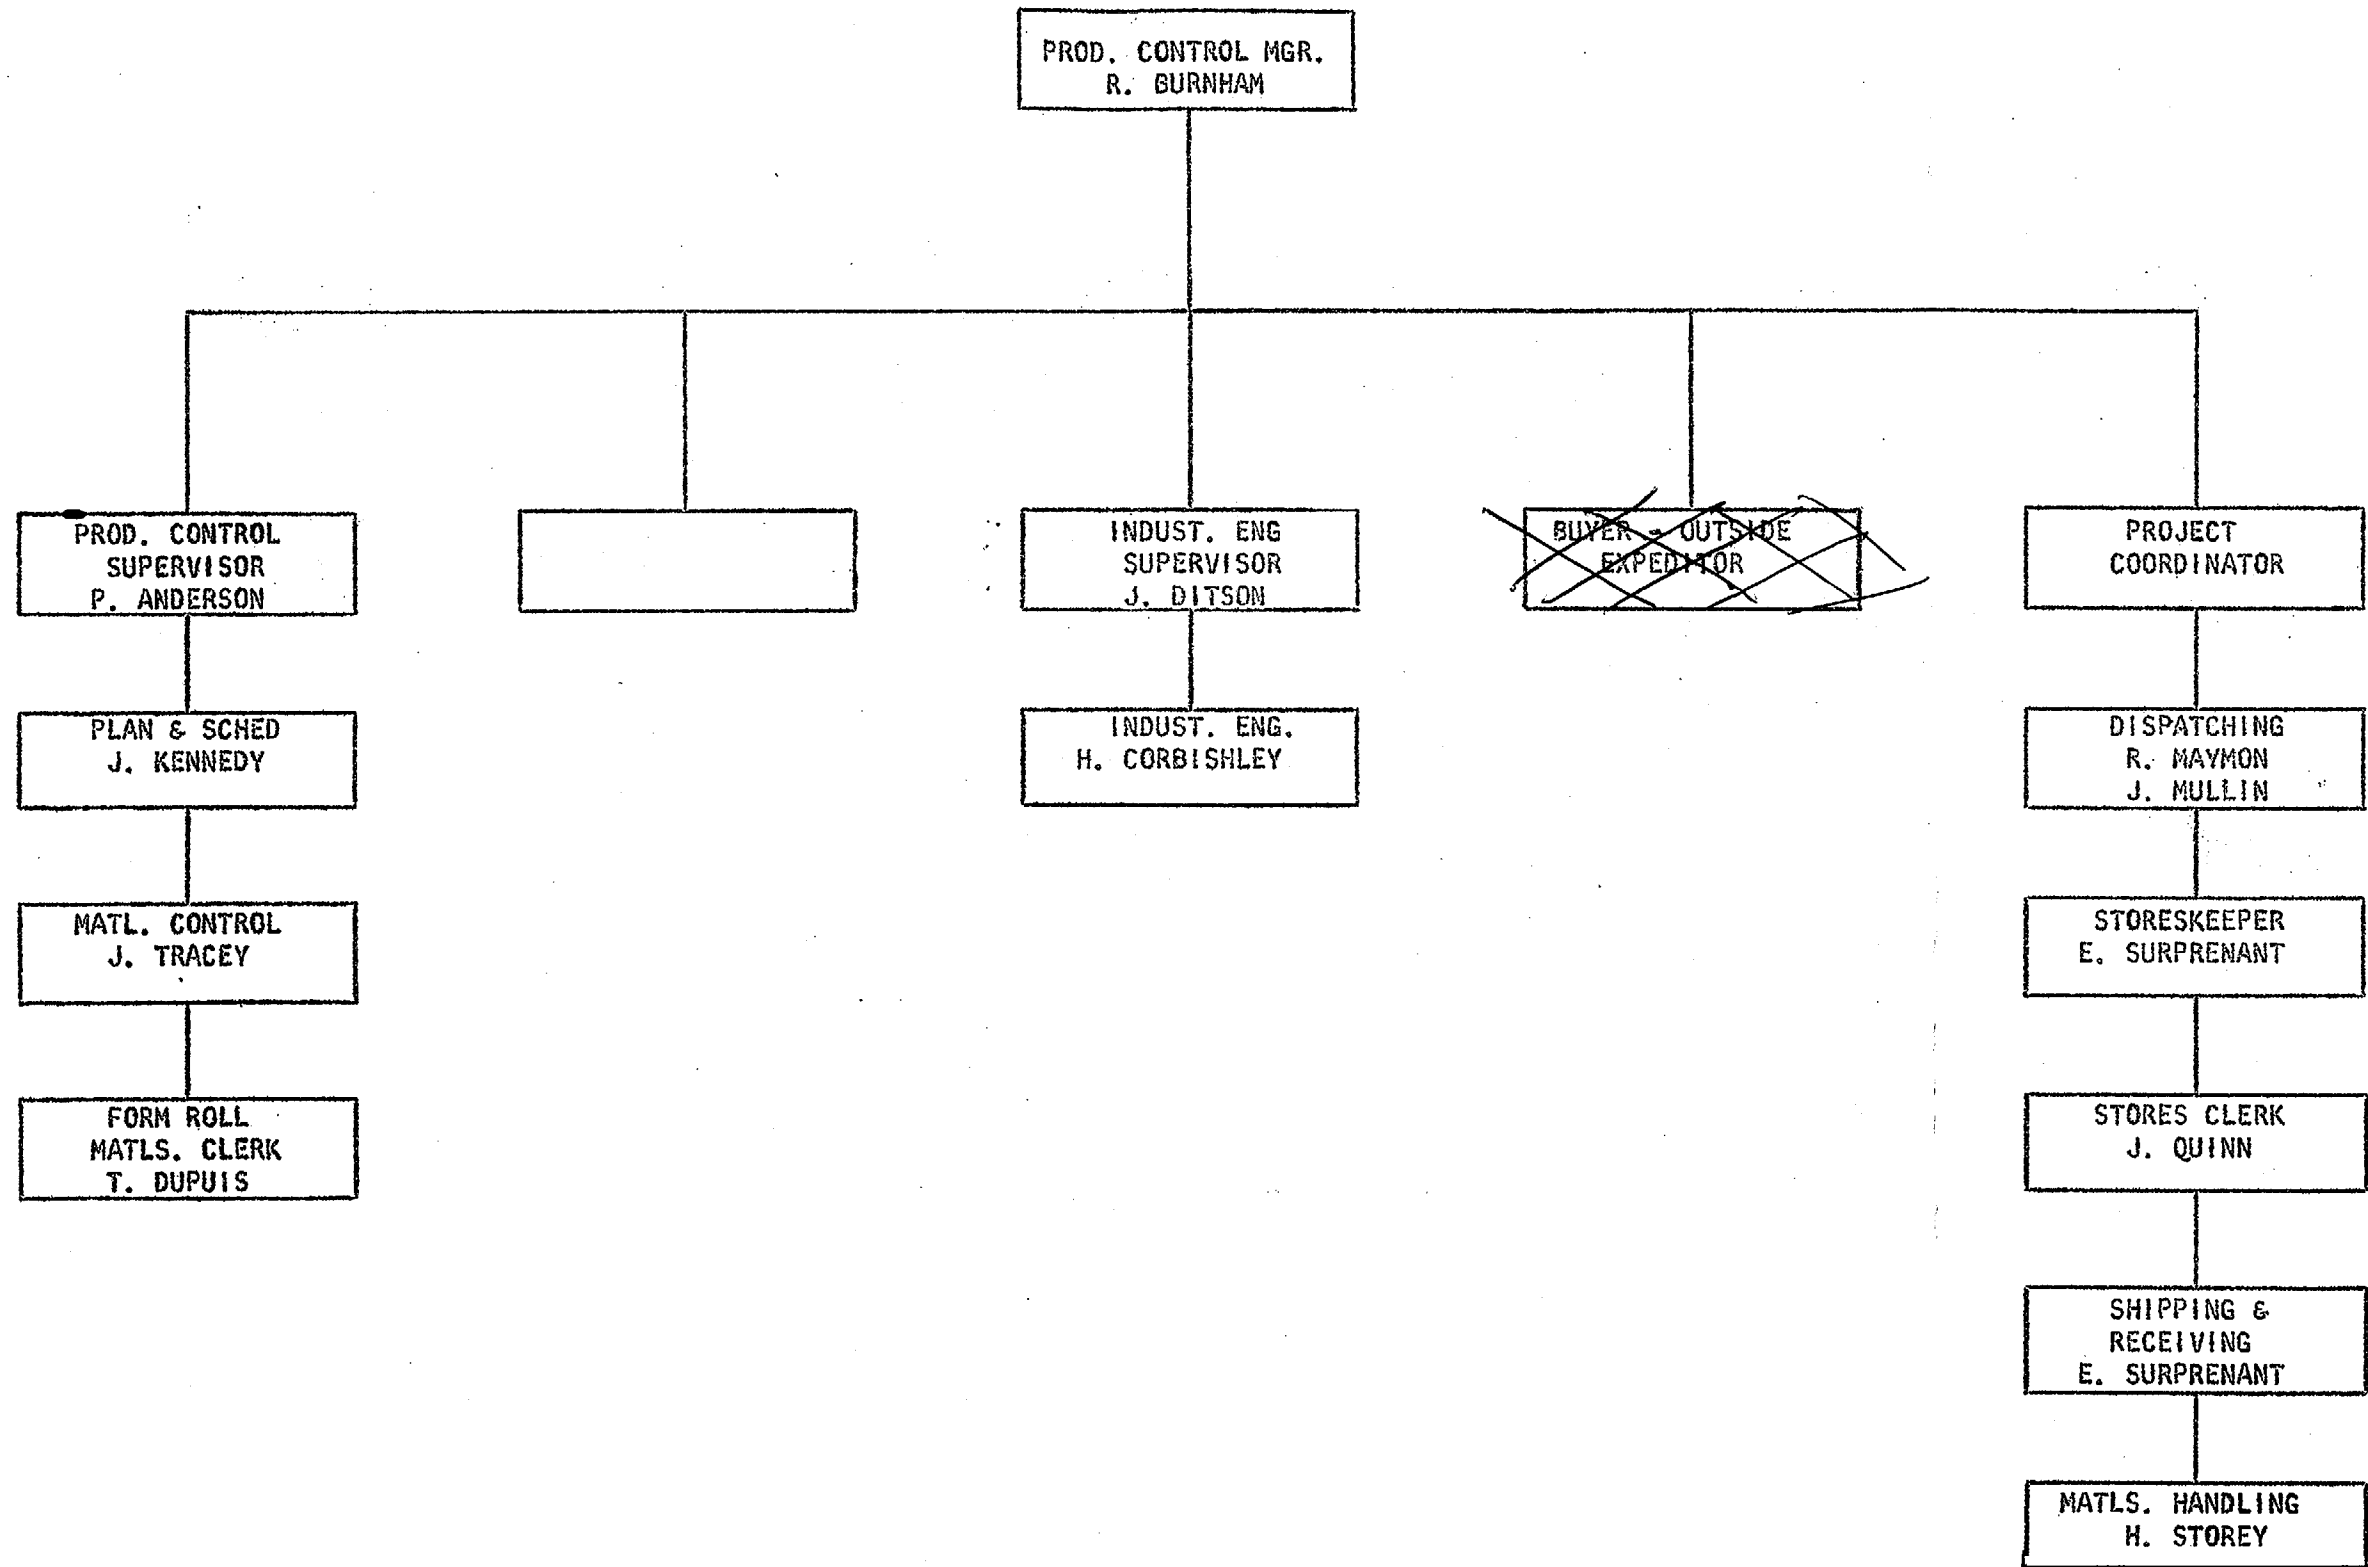 PROD. CONTROL MGR.
R. BURNHAM
PROD. CONTROL
SUPERVISOR
P. ANDERSON
INDUST. ENG
SUPERVISOR
J. DITSON
BUYER - OUTSIDE
EXPEDITOR
PROJECT
COORDINATOR
PLAN & SCHED
J. KENNEDY
INDUST. ENG.
H. CORBISHLEY
DISPATCHING
R. MAYMON
J. MULLIN
MATL. CONTROL
J. TRACEY
STORESKEEPER
E. SURPRENANT
FORM ROLL
MATLS. CLERK
T. DUPUIS
STORES CLERK
J. QUINN
SHIPPING &
RECEIVING
E. SURPRENANT
MATLS. HANDLING
H. STOREY